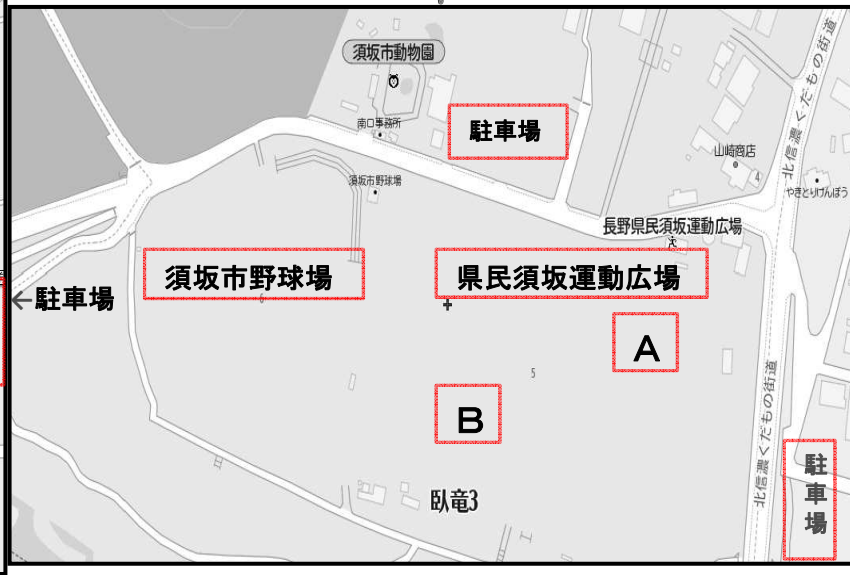 須坂市動物園
南口事務所
駐車場
北信濃くだもの街道
山崎商店
4
やきとりげんぼう
須坂市野球場
長野県民須坂運動広場
須坂市野球場
県民須坂運動広場
←駐車場
6
A
5
B
北信濃くだもの街道
駐車場
臥竜3